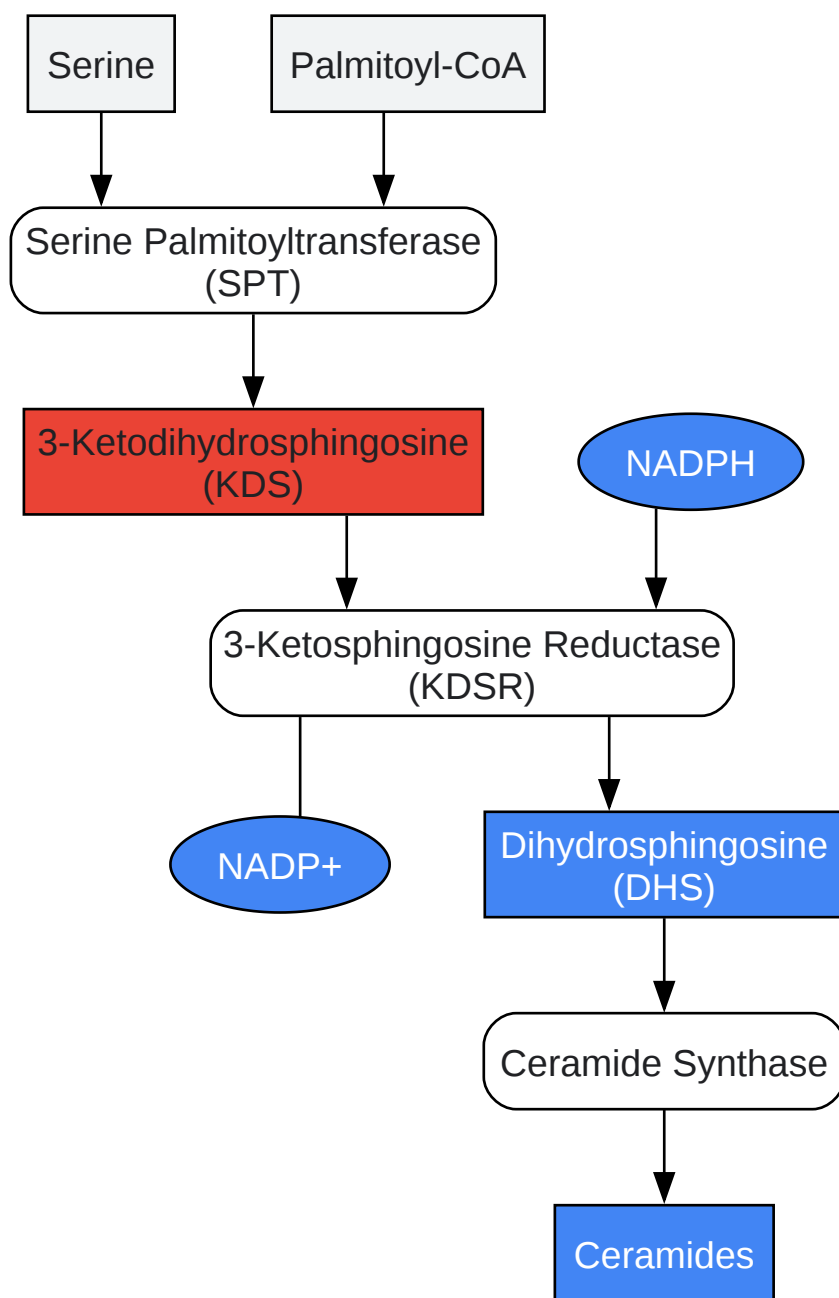 Serine
Palmitoyl-CoA
Serine Palmitoyltransferase
(SPT)
3-Ketodihydrosphingosine
(KDS)
NADPH
3-Ketosphingosine Reductase
(KDSR)
NADP+
Dihydrosphingosine
(DHS)
Ceramide Synthase
Ceramides